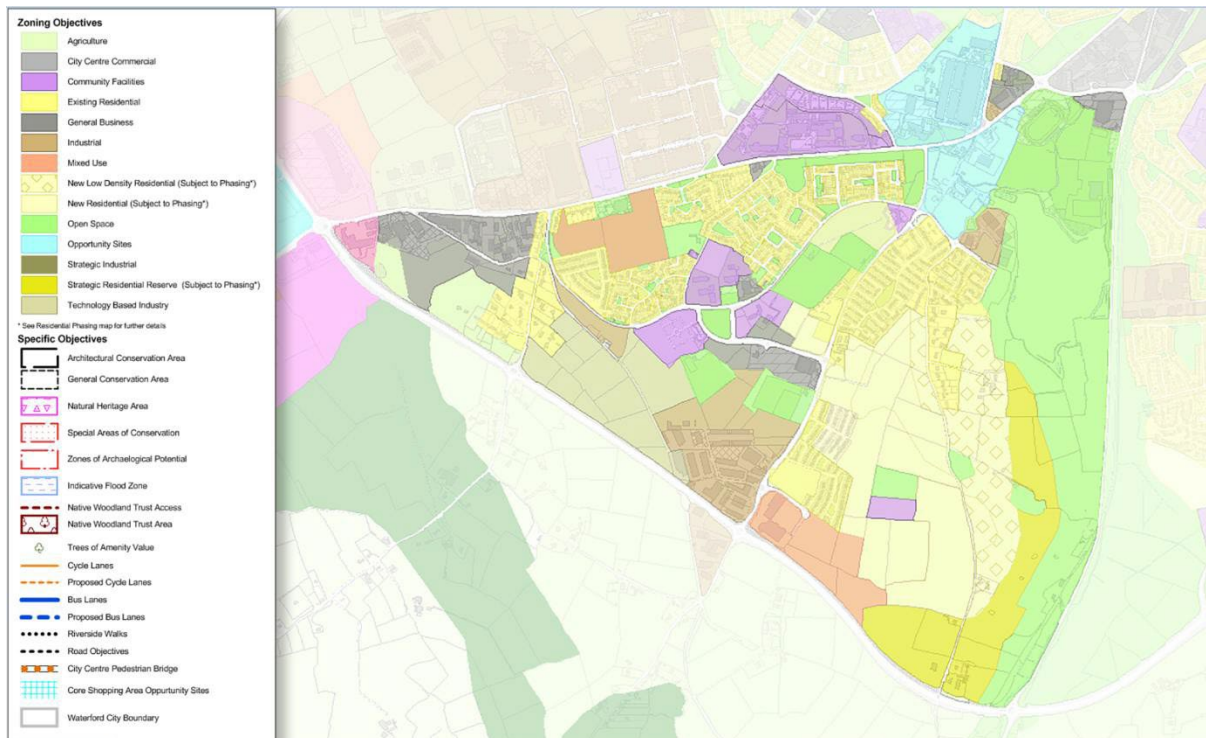 Zoning Objectives
Agriculture
City Centre Commercial
Community Facilities
Existing Residential
General Business
Industrial
Mixed Use
New Low Density Residential (Subject to Phasing*)
New Residential (Subject to Phasing*)
Open Space
Opportunity Sites
Strategic Industrial
Strategic Residential Reserve (Subject to Phasing*)
Technology Based Industry
* See Residential Phasing map for further details
Specific Objectives
Architectural Conservation Area
General Conservation Area
Natural Heritage Area
Special Areas of Conservation
Zones of Archaelogical Potential
Indicative Flood Zone
Native Woodland Trust Access
Native Woodland Trust Area
Trees of Amenity Value
Cycle Lanes
Proposed Cycle Lanes
Bus Lanes
Proposed Bus Lanes
Riverside Walks
Road Objectives
City Centre Pedestrian Bridge
Core Shopping Area Oppurtunity Sites
Waterford City Boundary